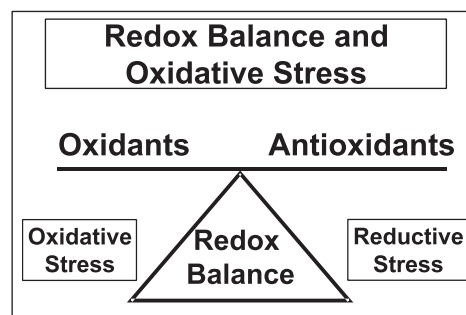 Redox Balance and
Oxidative Stress
Oxidants Antioxidants
Oxidative
Stress
Redox
Balance
Reductive
Stress